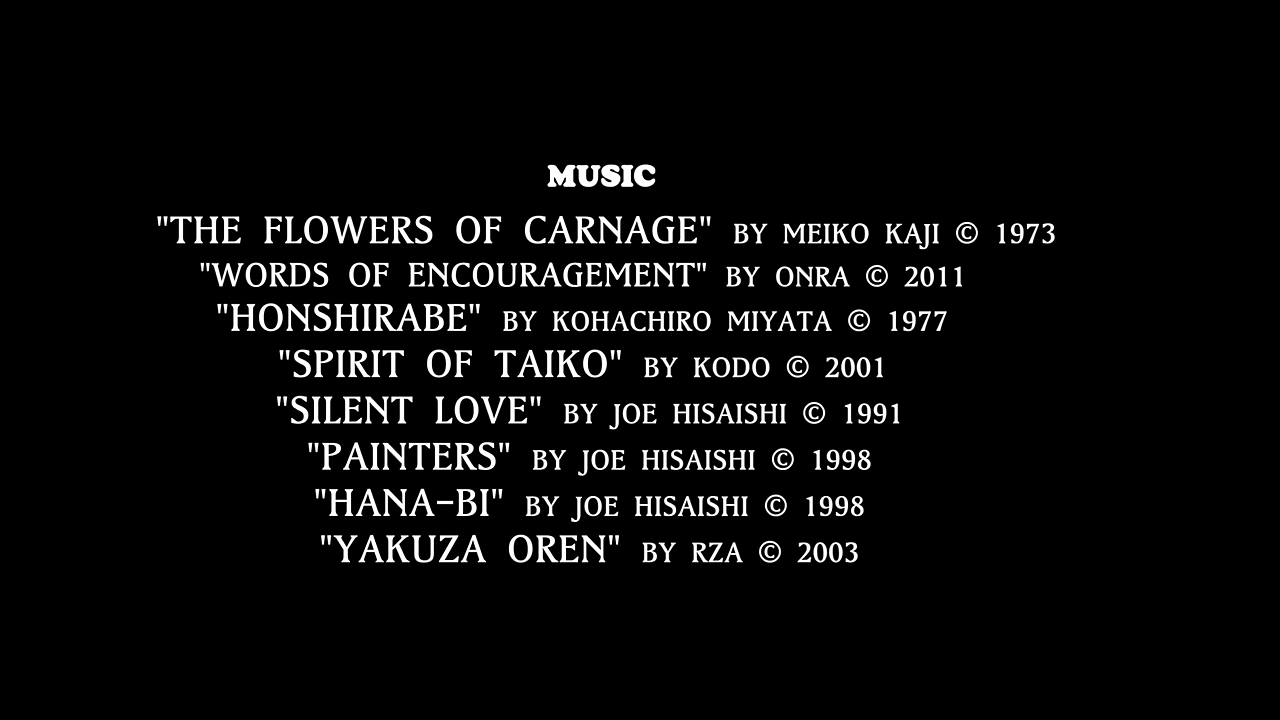 MUSIC
"THE FLOWERS OF CARNAGE" BY MEIKO KAJI © 1973
"WORDS OF ENCOURAGEMENT" BY ONRA © 2011
"HONSHIRABE" BY KOHACHIRO MIYATA © 1977
"SPIRIT OF TAIKO" BY KODO © 2001
"SILENT LOVE" BY JOE HISAISHI © 1991
"PAINTERS" BY JOE HISAISHI © 1998
"HANA-BI" BY JOE HISAISHI © 1998
"YAKUZA OREN" BY RZA © 2003